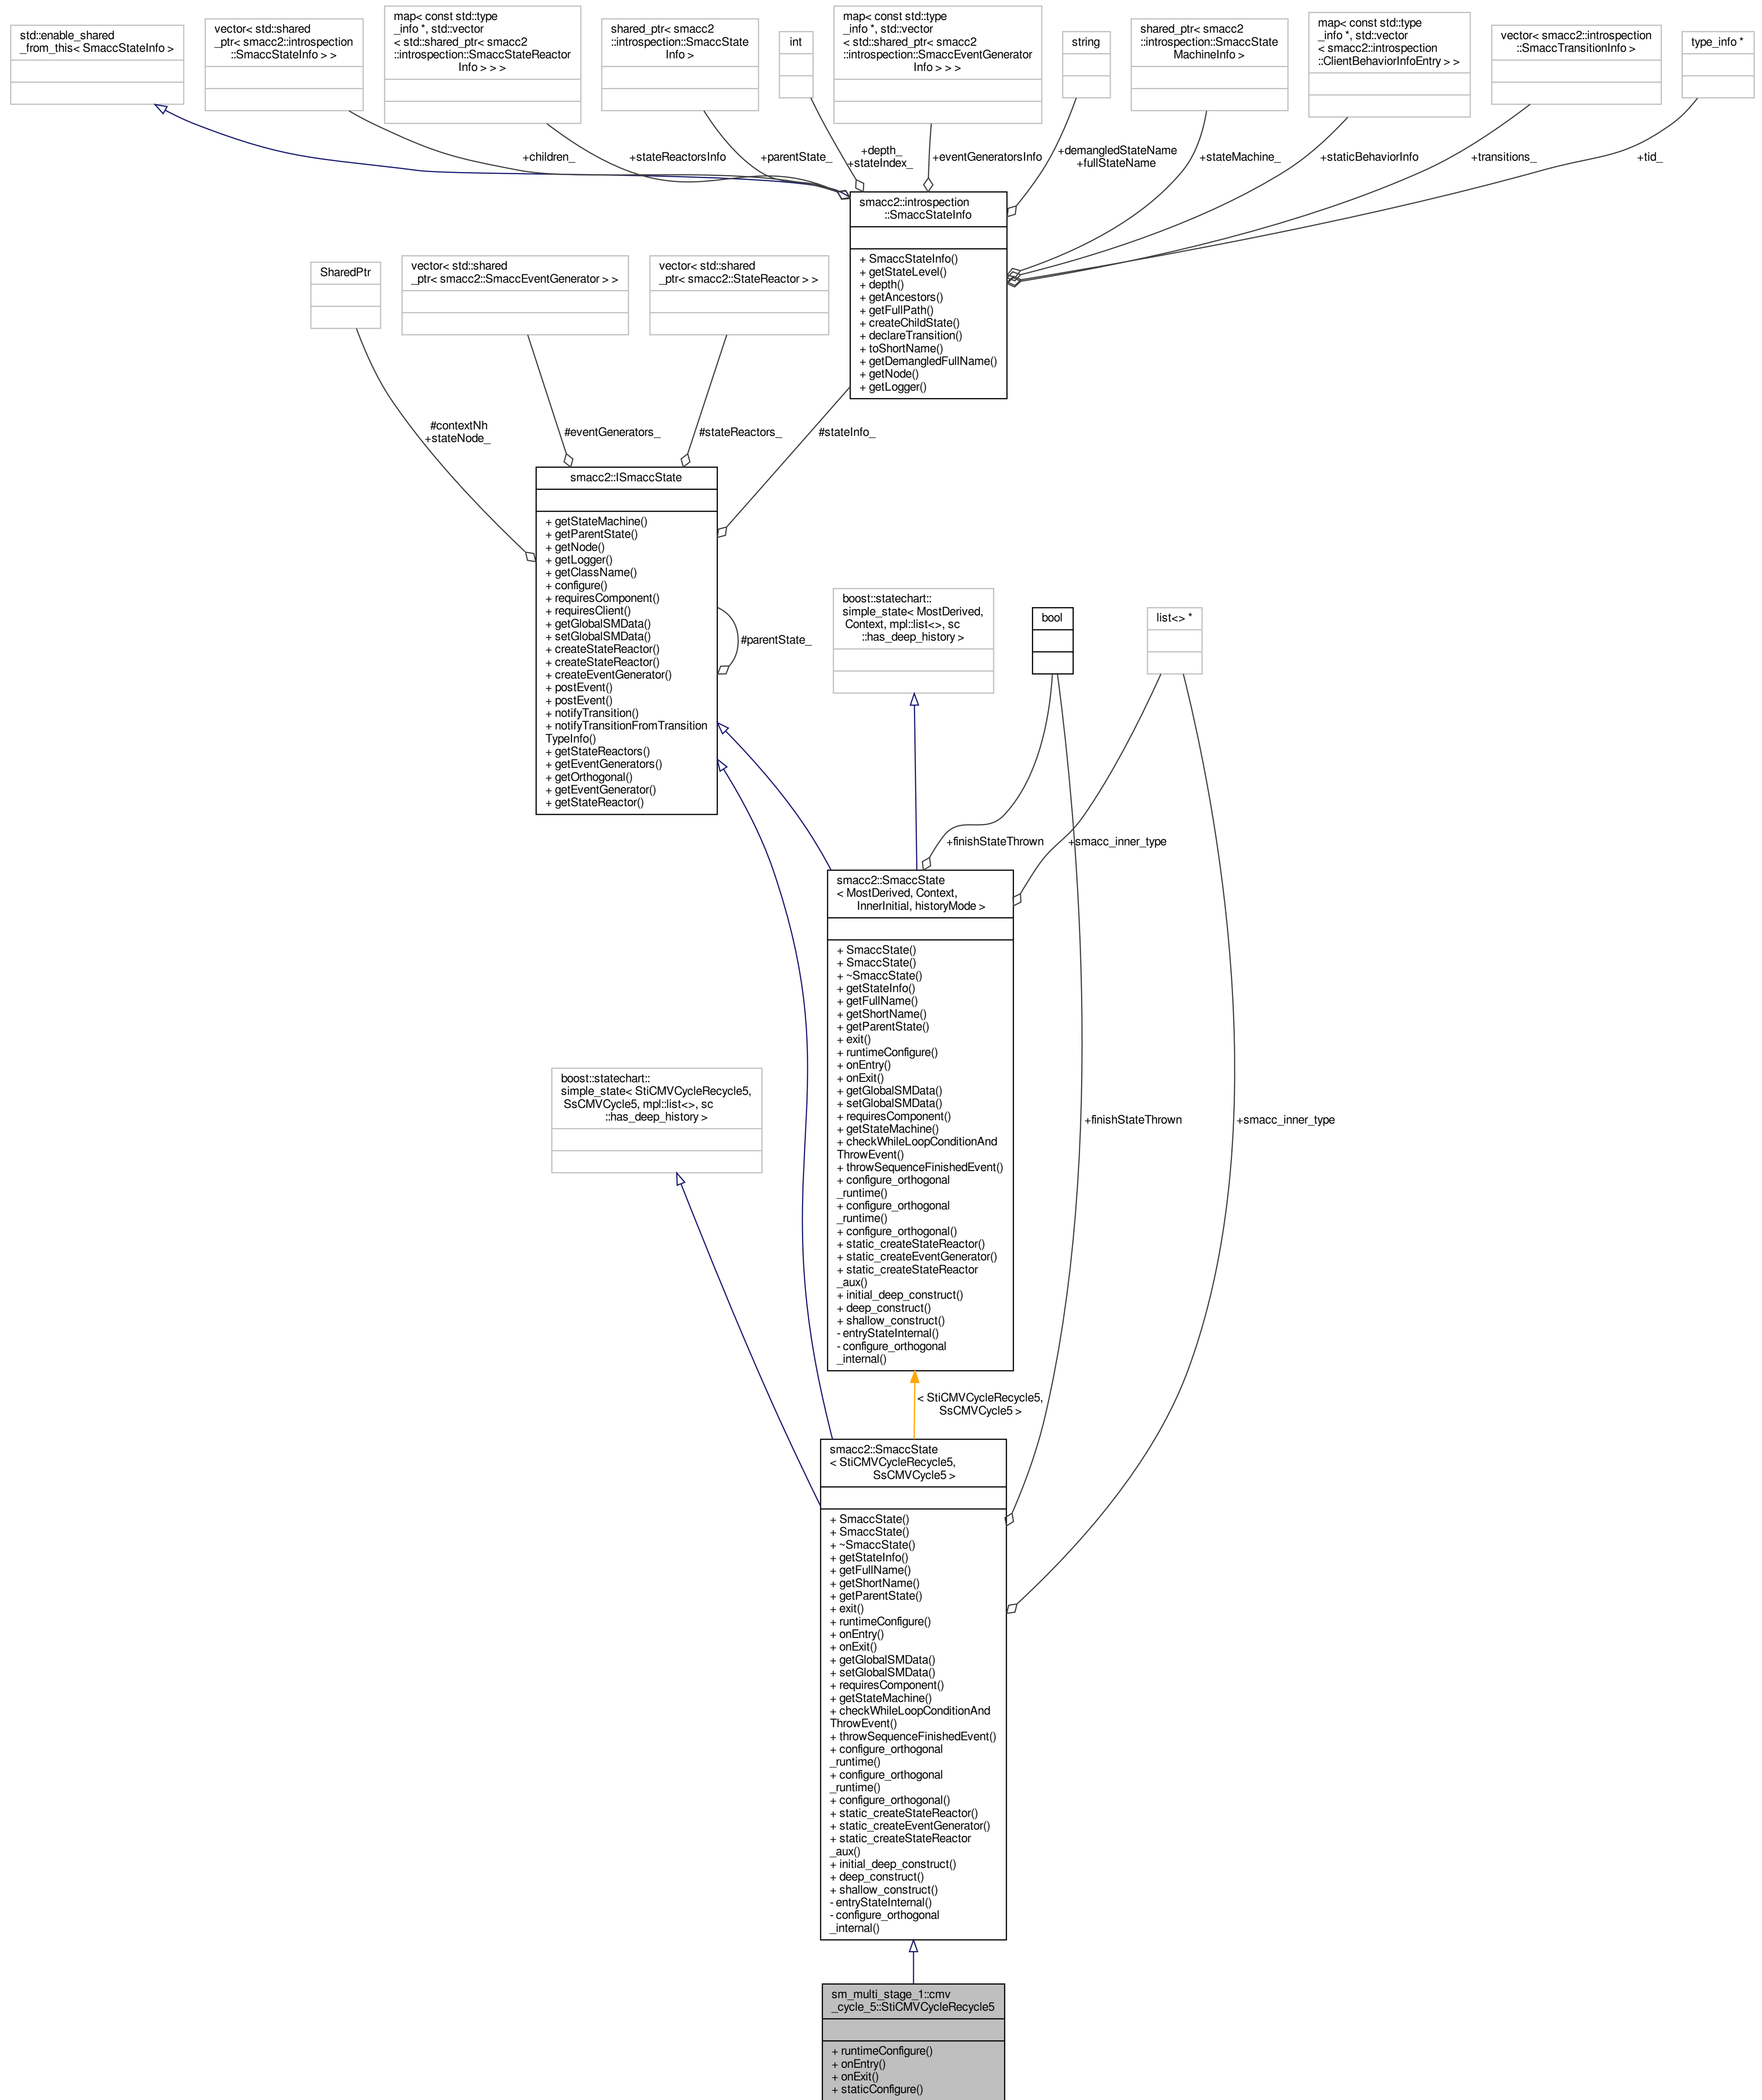 std::enable_shared
_from_this< SmaccStateInfo >
vector< std::shared
_ptr< smacc2::introspection
::SmaccStateInfo > >
map< const std::type
_info *, std::vector
< std::shared_ptr< smacc2
::introspection::SmaccStateReactor
Info > > >
shared_ptr< smacc2
::introspection::SmaccState
Info >
int
map< const std::type
_info *, std::vector
< std::shared_ptr< smacc2
::introspection::SmaccEventGenerator
Info > > >
string
shared_ptr< smacc2
::introspection::SmaccState
MachineInfo >
map< const std::type
_info *, std::vector
< smacc2::introspection
::ClientBehaviorInfoEntry > >
vector< smacc2::introspection
::SmaccTransitionInfo >
type_info *
+children_
+stateReactorsInfo
+parentState_
+depth_
+stateIndex_
+eventGeneratorsInfo
+demangledStateName
+fullStateName
+stateMachine_
+staticBehaviorInfo
+transitions_
+tid_
smacc2::introspection
::SmaccStateInfo
+ SmaccStateInfo()
+ getStateLevel()
+ depth()
+ getAncestors()
+ getFullPath()
+ createChildState()
+ declareTransition()
+ toShortName()
+ getDemangledFullName()
+ getNode()
+ getLogger()
SharedPtr
vector< std::shared
_ptr< smacc2::SmaccEventGenerator > >
vector< std::shared
_ptr< smacc2::StateReactor > >
#contextNh
+stateNode_
#eventGenerators_
#stateReactors_
#stateInfo_
smacc2::ISmaccState
+ getStateMachine()
+ getParentState()
+ getNode()
+ getLogger()
+ getClassName()
+ configure()
+ requiresComponent()
+ requiresClient()
+ getGlobalSMData()
+ setGlobalSMData()
+ createStateReactor()
+ createStateReactor()
+ createEventGenerator()
+ postEvent()
+ postEvent()
+ notifyTransition()
+ notifyTransitionFromTransition
TypeInfo()
+ getStateReactors()
+ getEventGenerators()
+ getOrthogonal()
+ getEventGenerator()
+ getStateReactor()
#parentState_
boost::statechart::
simple_state< MostDerived,
Context, mpl::list<>, sc
::has_deep_history >
bool
list<> *
+finishStateThrown
+smacc_inner_type
smacc2::SmaccState
< MostDerived, Context,
InnerInitial, historyMode >
+ SmaccState()
+ SmaccState()
+ ~SmaccState()
+ getStateInfo()
+ getFullName()
+ getShortName()
+ getParentState()
+ exit()
+ runtimeConfigure()
+ onEntry()
+ onExit()
+ getGlobalSMData()
+ setGlobalSMData()
+ requiresComponent()
+ getStateMachine()
+ checkWhileLoopConditionAnd
ThrowEvent()
+ throwSequenceFinishedEvent()
+ configure_orthogonal
_runtime()
+ configure_orthogonal
_runtime()
+ configure_orthogonal()
+ static_createStateReactor()
+ static_createEventGenerator()
+ static_createStateReactor
_aux()
+ initial_deep_construct()
+ deep_construct()
+ shallow_construct()
- entryStateInternal()
- configure_orthogonal
_internal()
boost::statechart::
simple_state< StiCMVCycleRecycle5,
SsCMVCycle5, mpl::list<>, sc
::has_deep_history >
+finishStateThrown
+smacc_inner_type
< StiCMVCycleRecycle5,
SsCMVCycle5 >
smacc2::SmaccState
< StiCMVCycleRecycle5,
SsCMVCycle5 >
+ SmaccState()
+ SmaccState()
+ ~SmaccState()
+ getStateInfo()
+ getFullName()
+ getShortName()
+ getParentState()
+ exit()
+ runtimeConfigure()
+ onEntry()
+ onExit()
+ getGlobalSMData()
+ setGlobalSMData()
+ requiresComponent()
+ getStateMachine()
+ checkWhileLoopConditionAnd
ThrowEvent()
+ throwSequenceFinishedEvent()
+ configure_orthogonal
_runtime()
+ configure_orthogonal
_runtime()
+ configure_orthogonal()
+ static_createStateReactor()
+ static_createEventGenerator()
+ static_createStateReactor
_aux()
+ initial_deep_construct()
+ deep_construct()
+ shallow_construct()
- entryStateInternal()
- configure_orthogonal
_internal()
sm_multi_stage_1::cmv
_cycle_5::StiCMVCycleRecycle5
+ runtimeConfigure()
+ onEntry()
+ onExit()
+ staticConfigure()